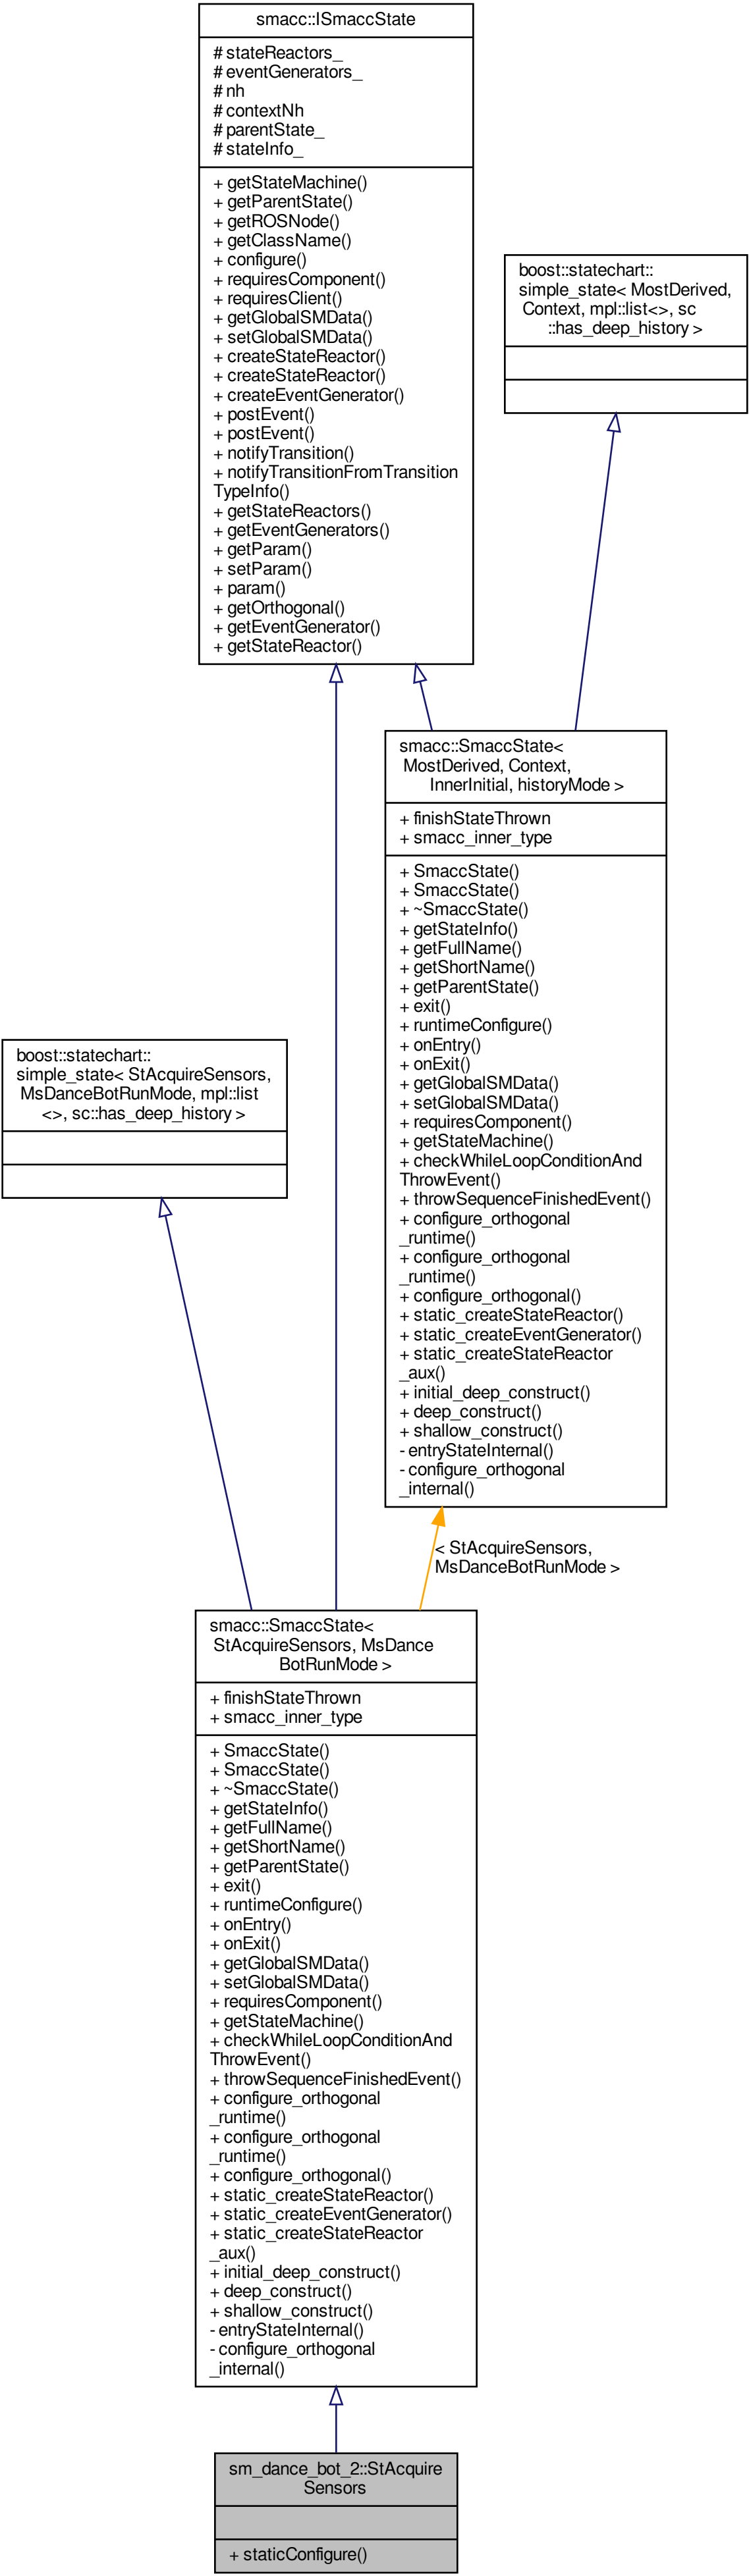 smacc::ISmaccState
# stateReactors_
# eventGenerators_
# nh
# contextNh
# parentState_
# stateInfo_
+ getStateMachine()
+ getParentState()
+ getROSNode()
+ getClassName()
+ configure()
+ requiresComponent()
+ requiresClient()
+ getGlobalSMData()
+ setGlobalSMData()
+ createStateReactor()
+ createStateReactor()
+ createEventGenerator()
+ postEvent()
+ postEvent()
+ notifyTransition()
+ notifyTransitionFromTransition
TypeInfo()
+ getStateReactors()
+ getEventGenerators()
+ getParam()
+ setParam()
+ param()
+ getOrthogonal()
+ getEventGenerator()
+ getStateReactor()
boost::statechart::
simple_state< MostDerived,
Context, mpl::list<>, sc
::has_deep_history >
smacc::SmaccState<
MostDerived, Context,
InnerInitial, historyMode >
+ finishStateThrown
+ smacc_inner_type
+ SmaccState()
+ SmaccState()
+ ~SmaccState()
+ getStateInfo()
+ getFullName()
+ getShortName()
+ getParentState()
+ exit()
+ runtimeConfigure()
+ onEntry()
+ onExit()
+ getGlobalSMData()
+ setGlobalSMData()
+ requiresComponent()
+ getStateMachine()
+ checkWhileLoopConditionAnd
ThrowEvent()
+ throwSequenceFinishedEvent()
+ configure_orthogonal
_runtime()
+ configure_orthogonal
_runtime()
+ configure_orthogonal()
+ static_createStateReactor()
+ static_createEventGenerator()
+ static_createStateReactor
_aux()
+ initial_deep_construct()
+ deep_construct()
+ shallow_construct()
- entryStateInternal()
- configure_orthogonal
_internal()
boost::statechart::
simple_state< StAcquireSensors,
MsDanceBotRunMode, mpl::list
<>, sc::has_deep_history >
< StAcquireSensors,
MsDanceBotRunMode >
smacc::SmaccState<
StAcquireSensors, MsDance
BotRunMode >
+ finishStateThrown
+ smacc_inner_type
+ SmaccState()
+ SmaccState()
+ ~SmaccState()
+ getStateInfo()
+ getFullName()
+ getShortName()
+ getParentState()
+ exit()
+ runtimeConfigure()
+ onEntry()
+ onExit()
+ getGlobalSMData()
+ setGlobalSMData()
+ requiresComponent()
+ getStateMachine()
+ checkWhileLoopConditionAnd
ThrowEvent()
+ throwSequenceFinishedEvent()
+ configure_orthogonal
_runtime()
+ configure_orthogonal
_runtime()
+ configure_orthogonal()
+ static_createStateReactor()
+ static_createEventGenerator()
+ static_createStateReactor
_aux()
+ initial_deep_construct()
+ deep_construct()
+ shallow_construct()
- entryStateInternal()
- configure_orthogonal
_internal()
sm_dance_bot_2::StAcquire
Sensors
+ staticConfigure()